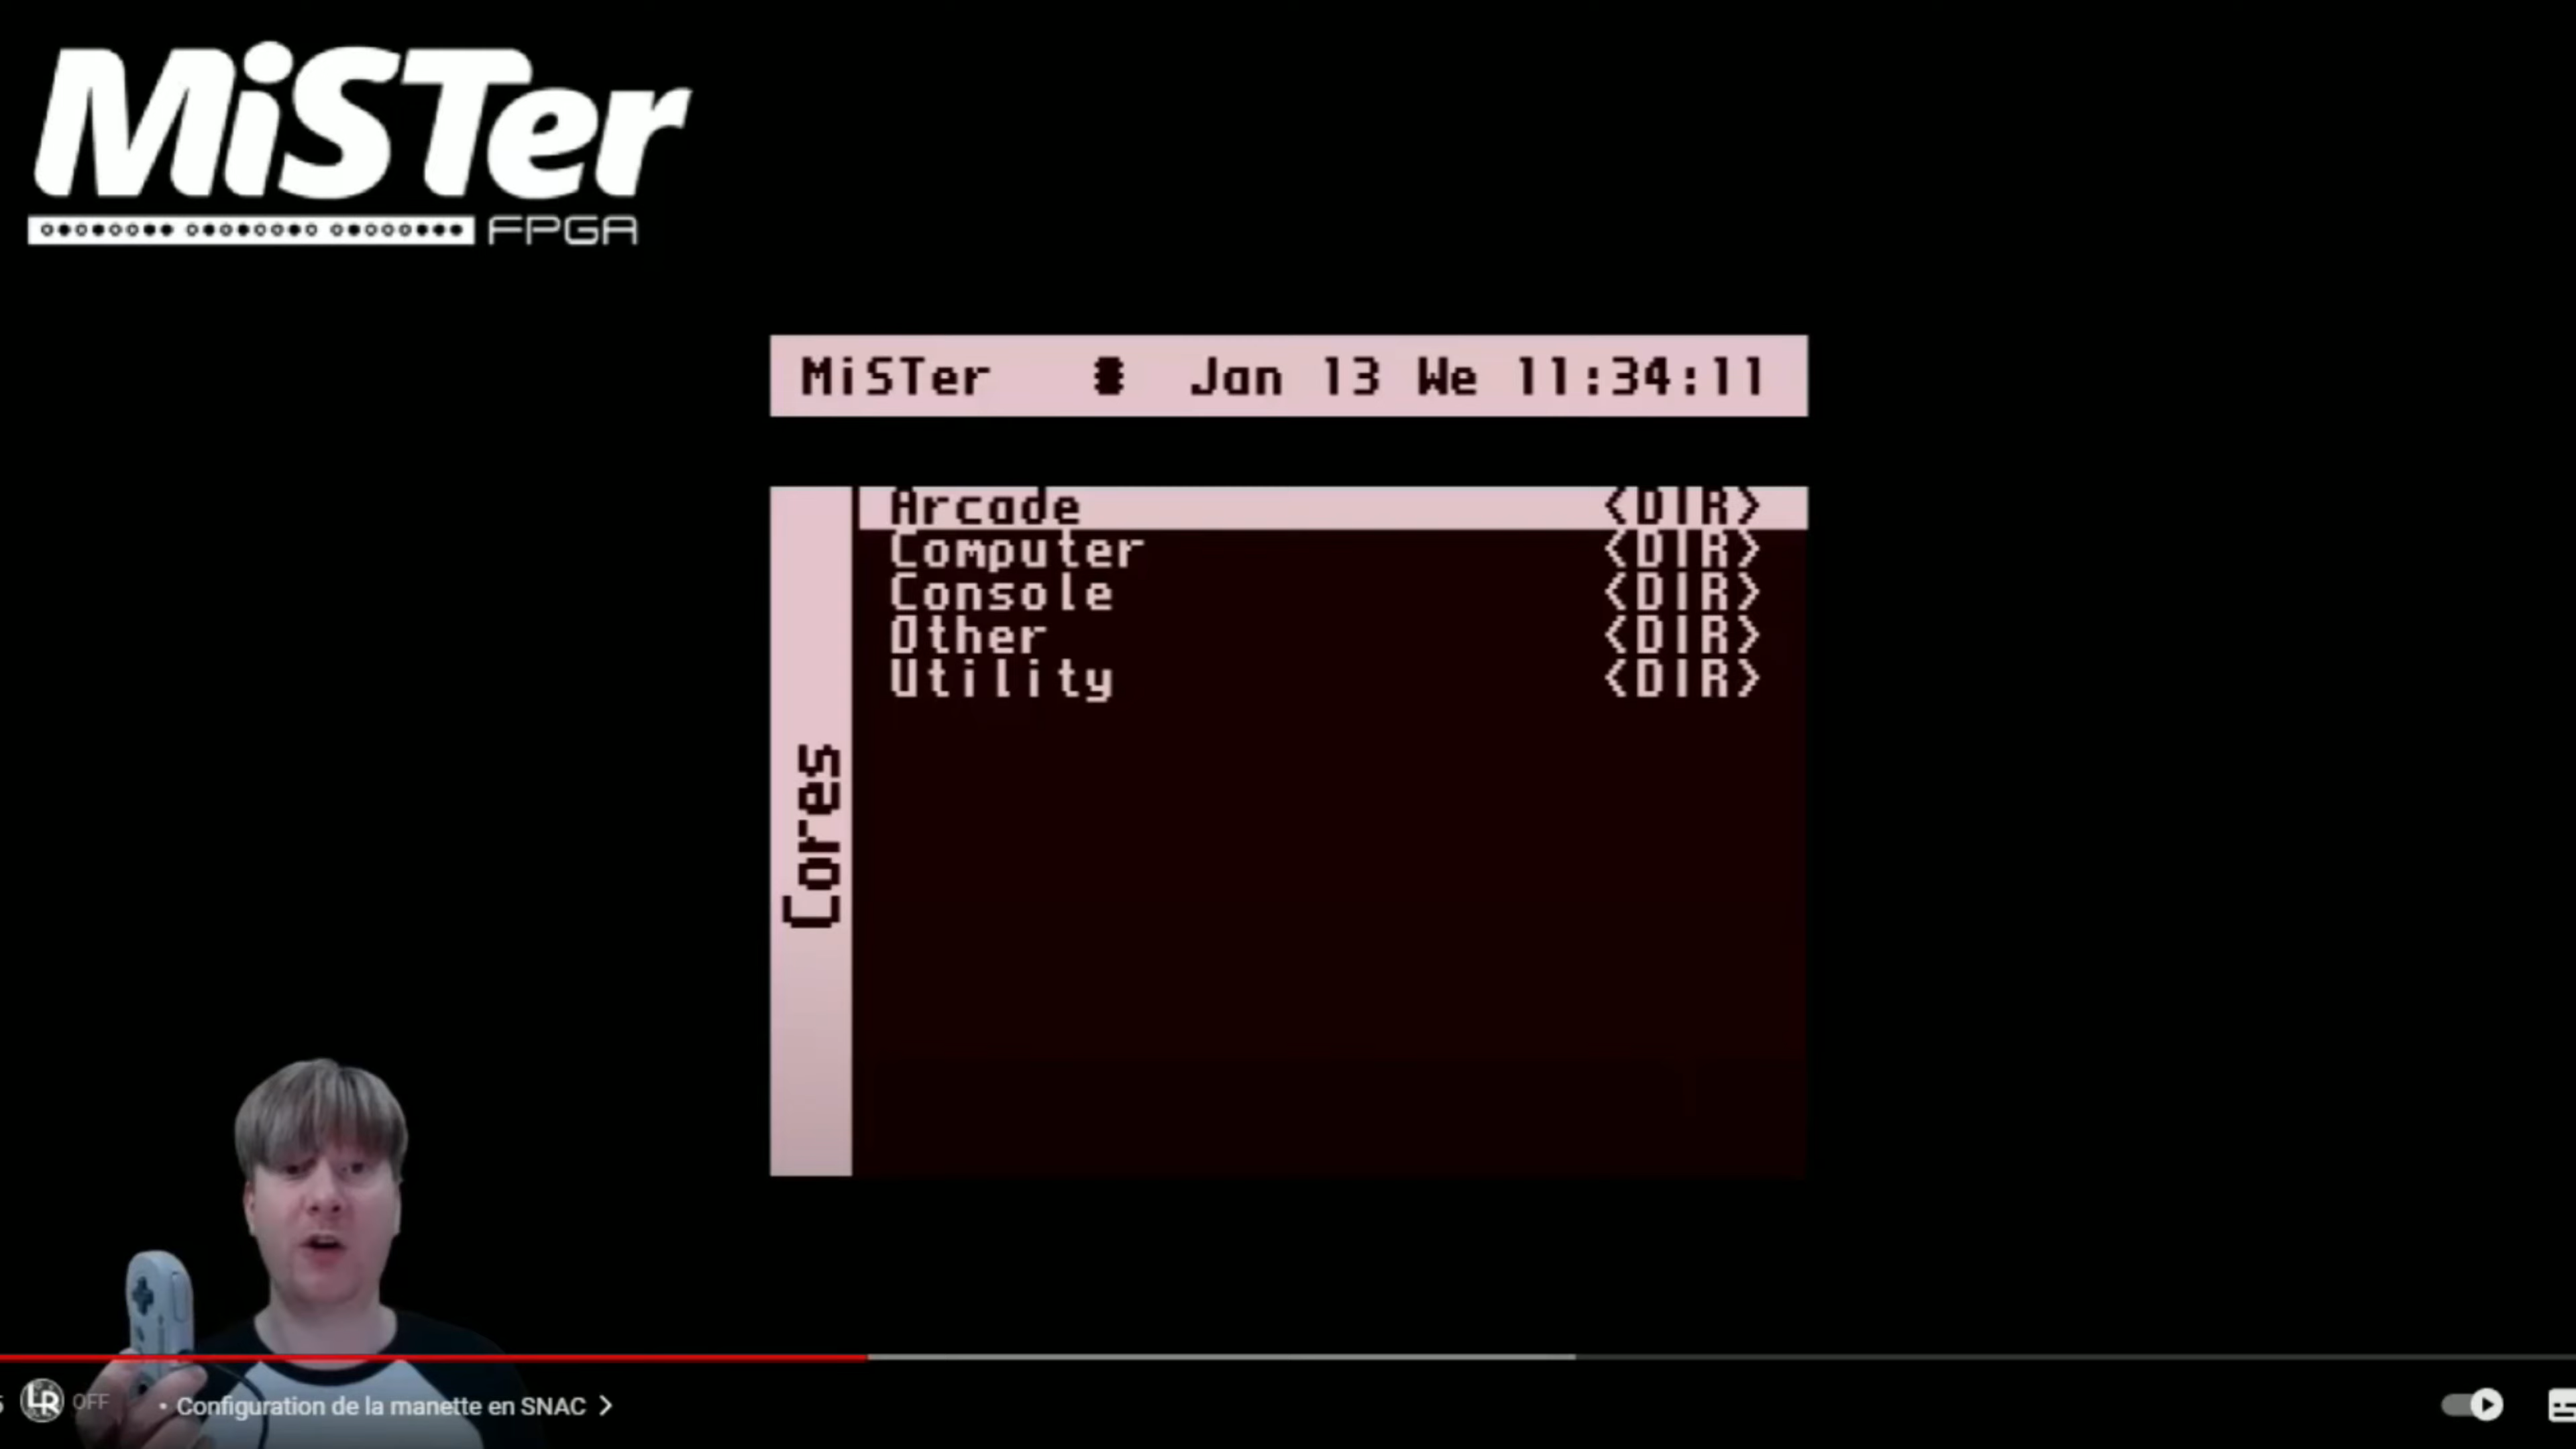 MiSTer
FPGA
MiSTer Jan 13 We 11:34:11
Arcade <DIR>
Computer <DIR>
Console <DIR>
Other <DIR>
Utility <DIR>
Cores
LR OFF • Configuration de la manette en SNAC >